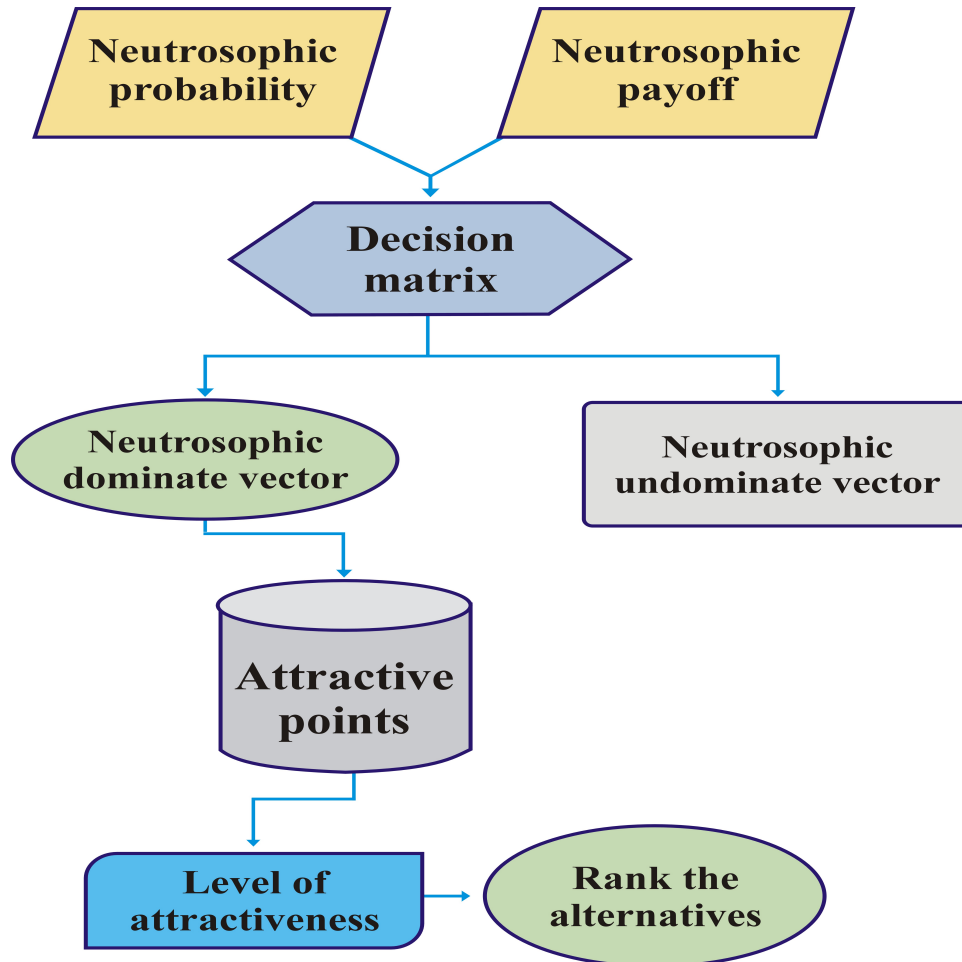 Neutrosophic
probability
Neutrosophic
payoff
Decision
matrix
Neutrosophic
dominate vector
Neutrosophic
undominate vector
Attractive
points
Level of
attractiveness
Rank the
alternatives